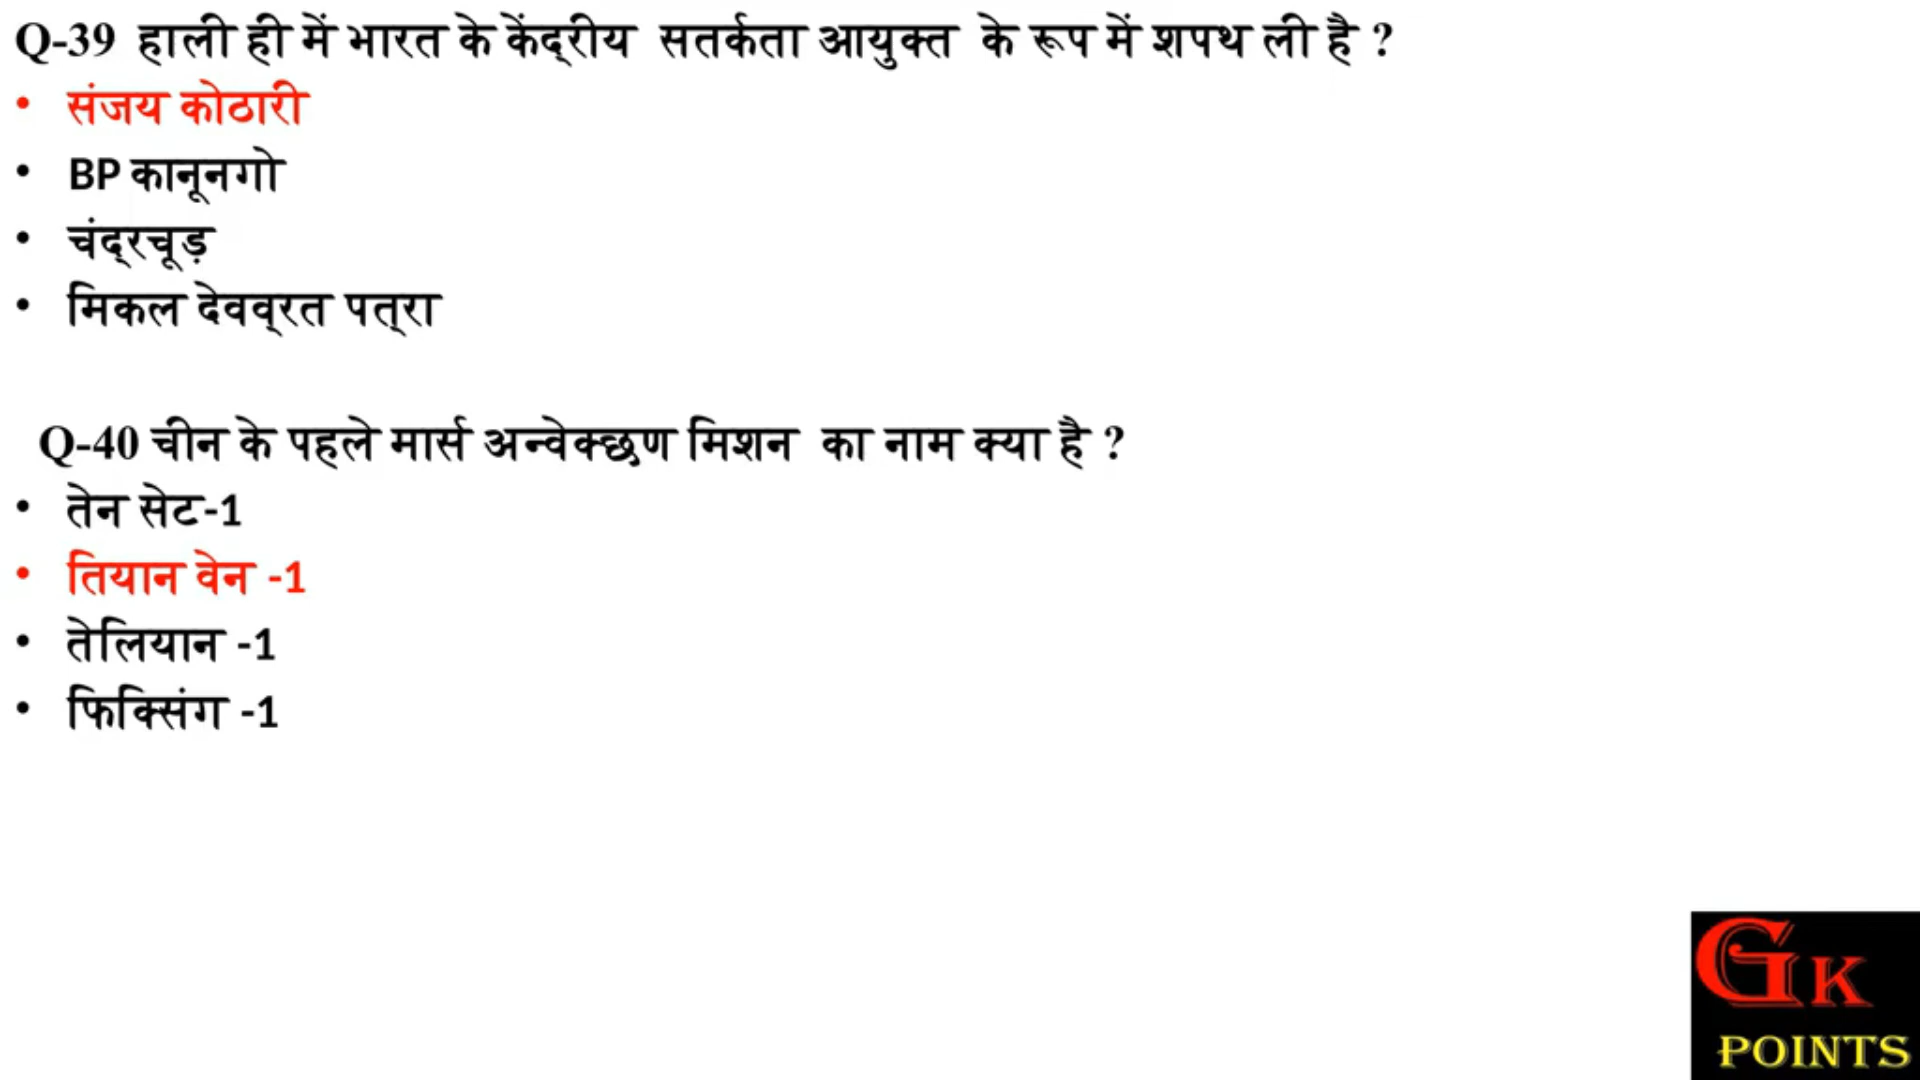 Q-39 हाली ही में भारत के केंद्रीय सतर्कता आयुक्त के रूप में शपथ ली है ?
• संजय कोठारी
• BP कानूनगो
• चंद्रचूड़
• मिकल देवव्रत पत्रा
Q-40 चीन के पहले मार्स अन्वेक्छण मिशन का नाम क्या है ?
• तेन सेट-1
• तियान वेन -1
• तेलियान -1
• फिक्सिंग -1
GK
POINTS